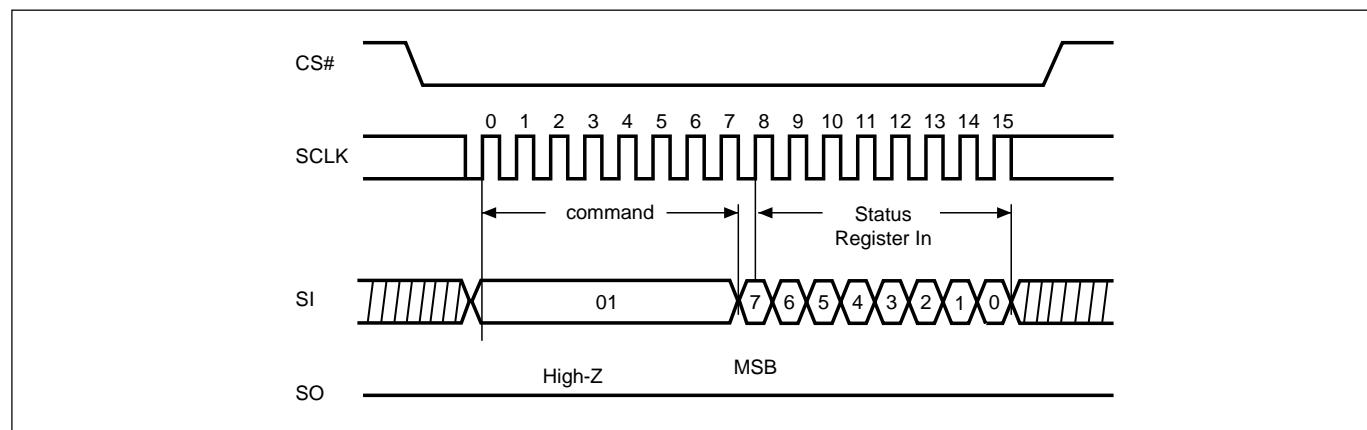 CS#
0 1 2 3 4 5 6 7 8 9 10 11 12 13 14 15
SCLK
command
Status
Register In
SI
01
7 6 5 4 3 2 1 0
High-Z
MSB
SO